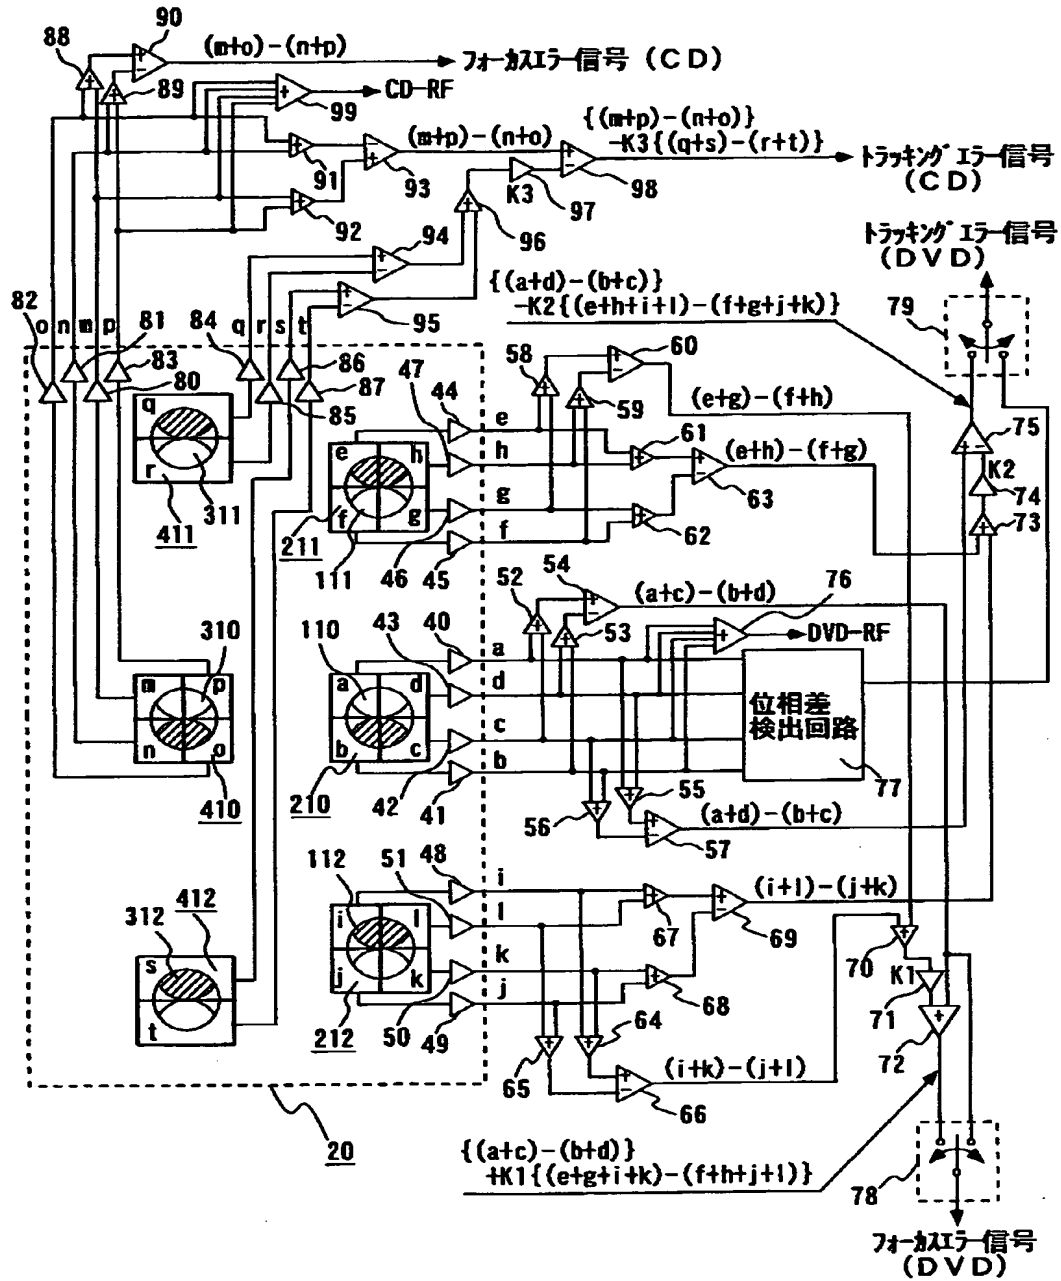 88
90
(m+o)-(n+p)
フォーカスエラー信号(CD)
89
99
CD-RF
(m+p)-(n+o)
{(m+p)-(n+o)}
-K3{(q+s)-(r+t)}
トラッキングエラー信号
(CD)
91
93
K3
97
98
92
94
96
トラッキングエラー信号
(DVD)
82
o n m p
81
84
q r s t
95
{(a+d)-(b+c)}
-K2{(e+h+i+l)-(f+g+j+k)}
79
83
86
47
58
60
80
85
87
44
59
(e+g)-(f+h)
75
q
r
e
h
f
g
e
h
61
(e+h)-(f+g)
K2
74
311
411
211
g
63
73
f
62
111
46
45
54
(a+c)-(b+d)
76
52
53
DVD-RF
310
110
43
40
a
m
p
n
o
a
d
b
c
d
位相差
検出回路
c
b
77
410
210
42
41
55
56
57
(a+d)-(b+c)
112
51
48
i
(i+l)-(j+k)
312
412
i
l
j
k
l
67
69
s
t
k
j
68
70
K1
71
212
50
49
64
65
66
(i+k)-(j+l)
72
20
{(a+c)-(b+d)}
+K1{(e+g+i+k)-(f+h+j+l)}
78
フォーカスエラー信号
(DVD)